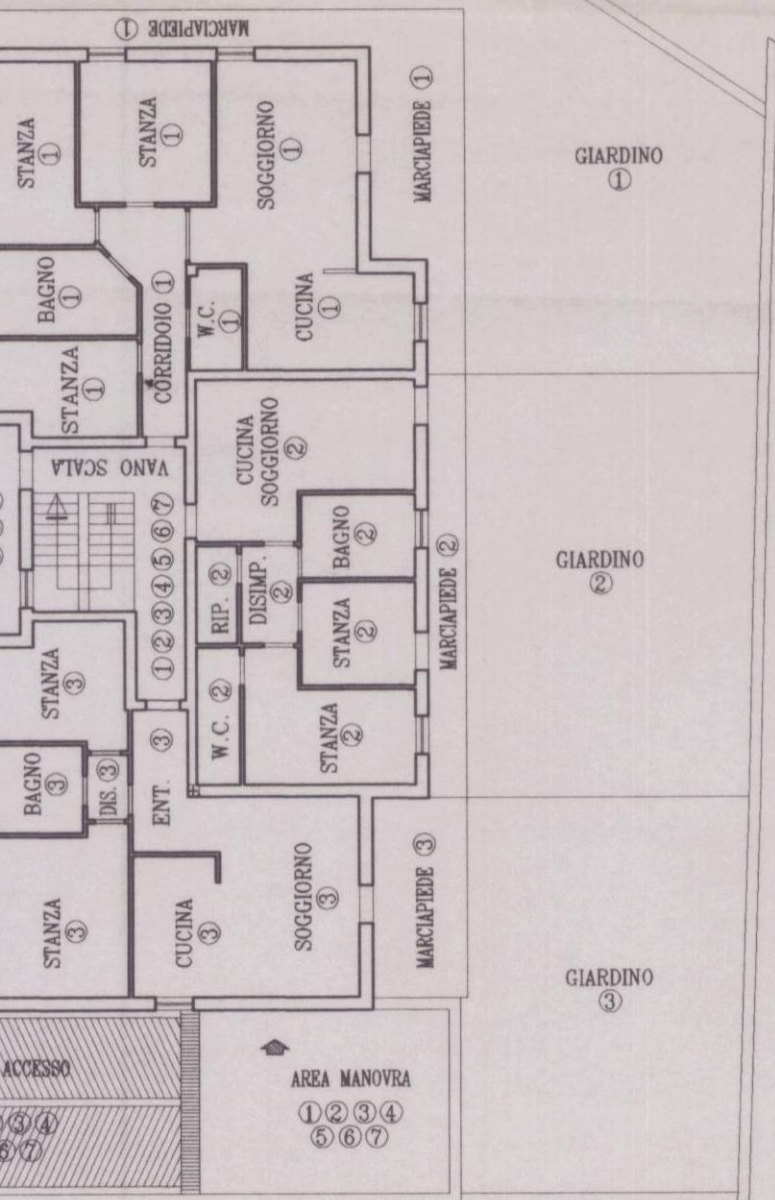 MARCIAPIEDE ①
STANZA
①
STANZA
①
SOGGIORNO
①
MARCIAPIEDE ①
GIARDINO
①
BAGNO
①
CORRIDOIO ①
W.C.
①
CUCINA
①
STANZA
①
VANO SCALA
①②③④⑤⑥⑦
CUCINA
SOGGIORNO
②
BAGNO
②
RIP. ②
DISIMP.
②
STANZA
②
MARCIAPIEDE ②
GIARDINO
②
W.C. ②
STANZA
②
STANZA
③
BAGNO
③
DIS. ③
ENT. ③
STANZA
③
CUCINA
③
SOGGIORNO
③
MARCIAPIEDE ③
GIARDINO
③
ACCESSO
③④
⑥⑦
AREA MANOVRA
①②③④
⑤⑥⑦